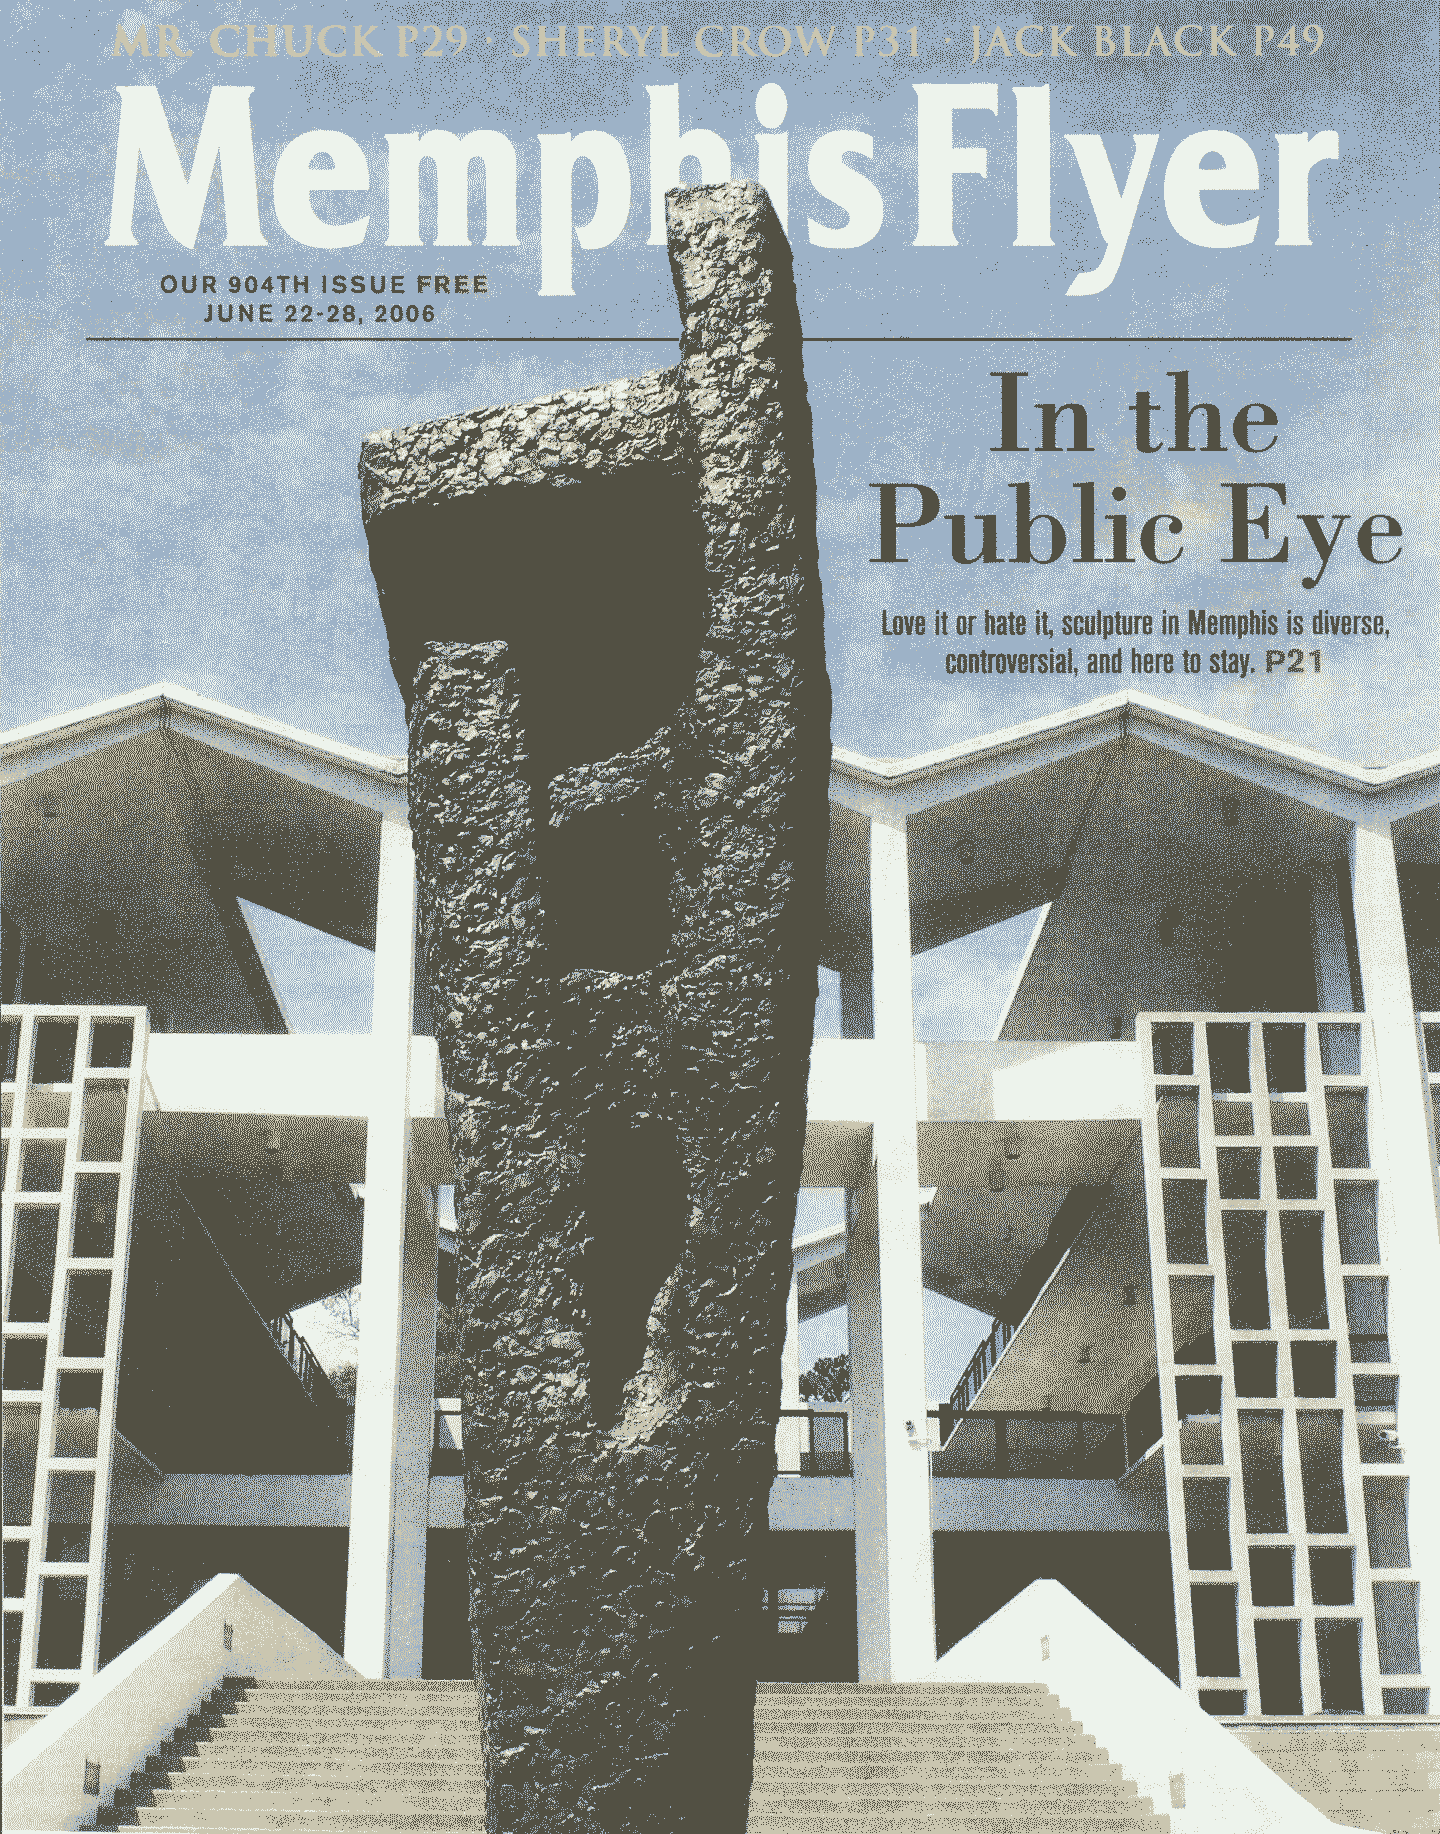 MR. CHUCK P29 · SHERYL CROW P31 · JACK BLACK P49
Memphis Flyer
OUR 904TH ISSUE FREE
JUNE 22-28, 2006
In the
Public Eye
Love it or hate it, sculpture in Memphis is diverse,
controversial, and here to stay. P21